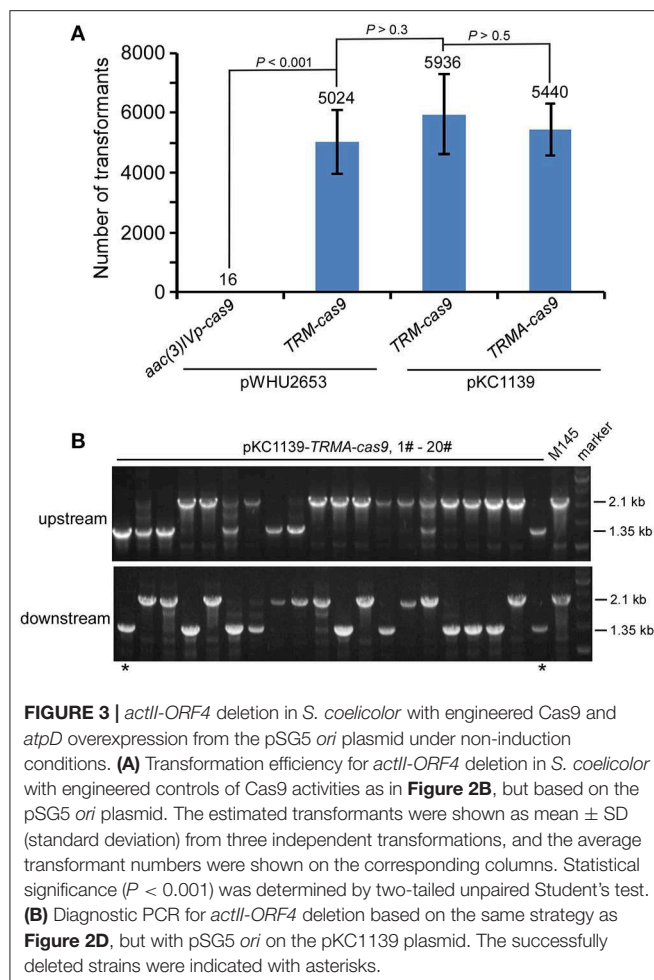 A
P > 0.3
P > 0.5
P < 0.001
8000
6000
4000
2000
0
Number of transformants
16
5024
5936
5440
aac(3)IVp-cas9
TRM-cas9
TRM-cas9
TRMA-cas9
pWHU2653
pKC1139
B
pKC1139-TRMA-cas9, 1# - 20#
M145
marker
upstream
2.1 kb
1.35 kb
downstream
2.1 kb
1.35 kb
* *
FIGURE 3 | actII-ORF4 deletion in S. coelicolor with engineered Cas9 and
atpD overexpression from the pSG5 ori plasmid under non-induction
conditions. (A) Transformation efficiency for actII-ORF4 deletion in S. coelicolor
with engineered controls of Cas9 activities as in Figure 2B, but based on the
pSG5 ori plasmid. The estimated transformants were shown as mean ± SD
(standard deviation) from three independent transformations, and the average
transformant numbers were shown on the corresponding columns. Statistical
significance (P < 0.001) was determined by two-tailed unpaired Student's test.
(B) Diagnostic PCR for actII-ORF4 deletion based on the same strategy as
Figure 2D, but with pSG5 ori on the pKC1139 plasmid. The successfully
deleted strains were indicated with asterisks.